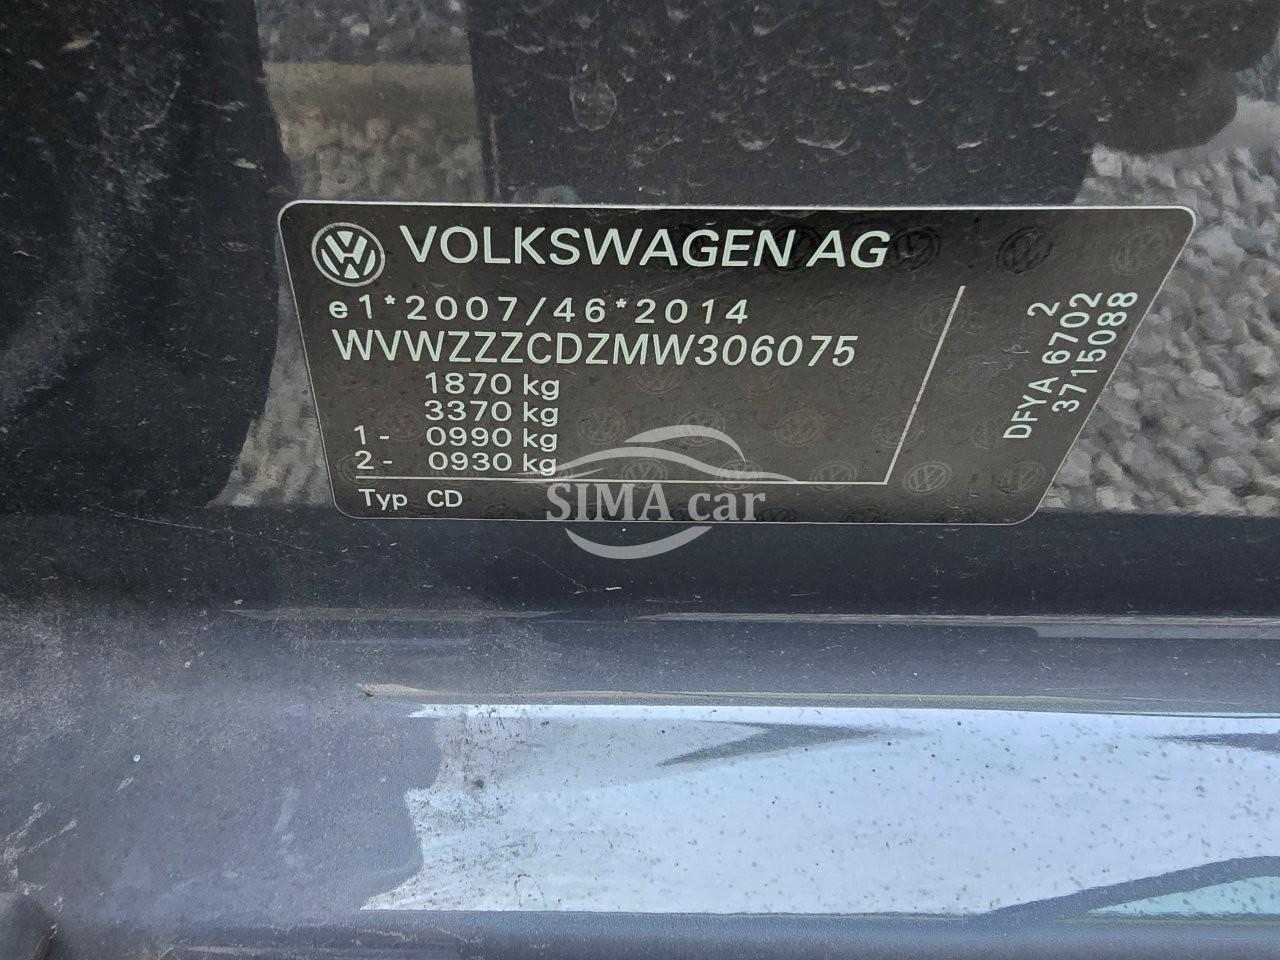 VOLKSWAGEN AG
e1*2007/46*2014
WVWZZZCDZMW306075
1870 kg
3370 kg
1- 0990 kg
2- 0930 kg
Typ CD
2
DFYA 6702
3715088
SIMA car